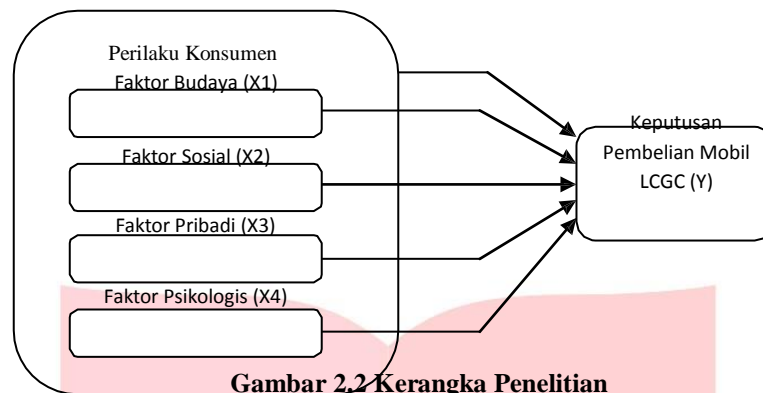 Perilaku Konsumen
Faktor Budaya (X1)
Faktor Sosial (X2)
Faktor Pribadi (X3)
Faktor Psikologis (X4)
Keputusan
Pembelian Mobil
LCGC (Y)
Gambar 2.2 Kerangka Penelitian